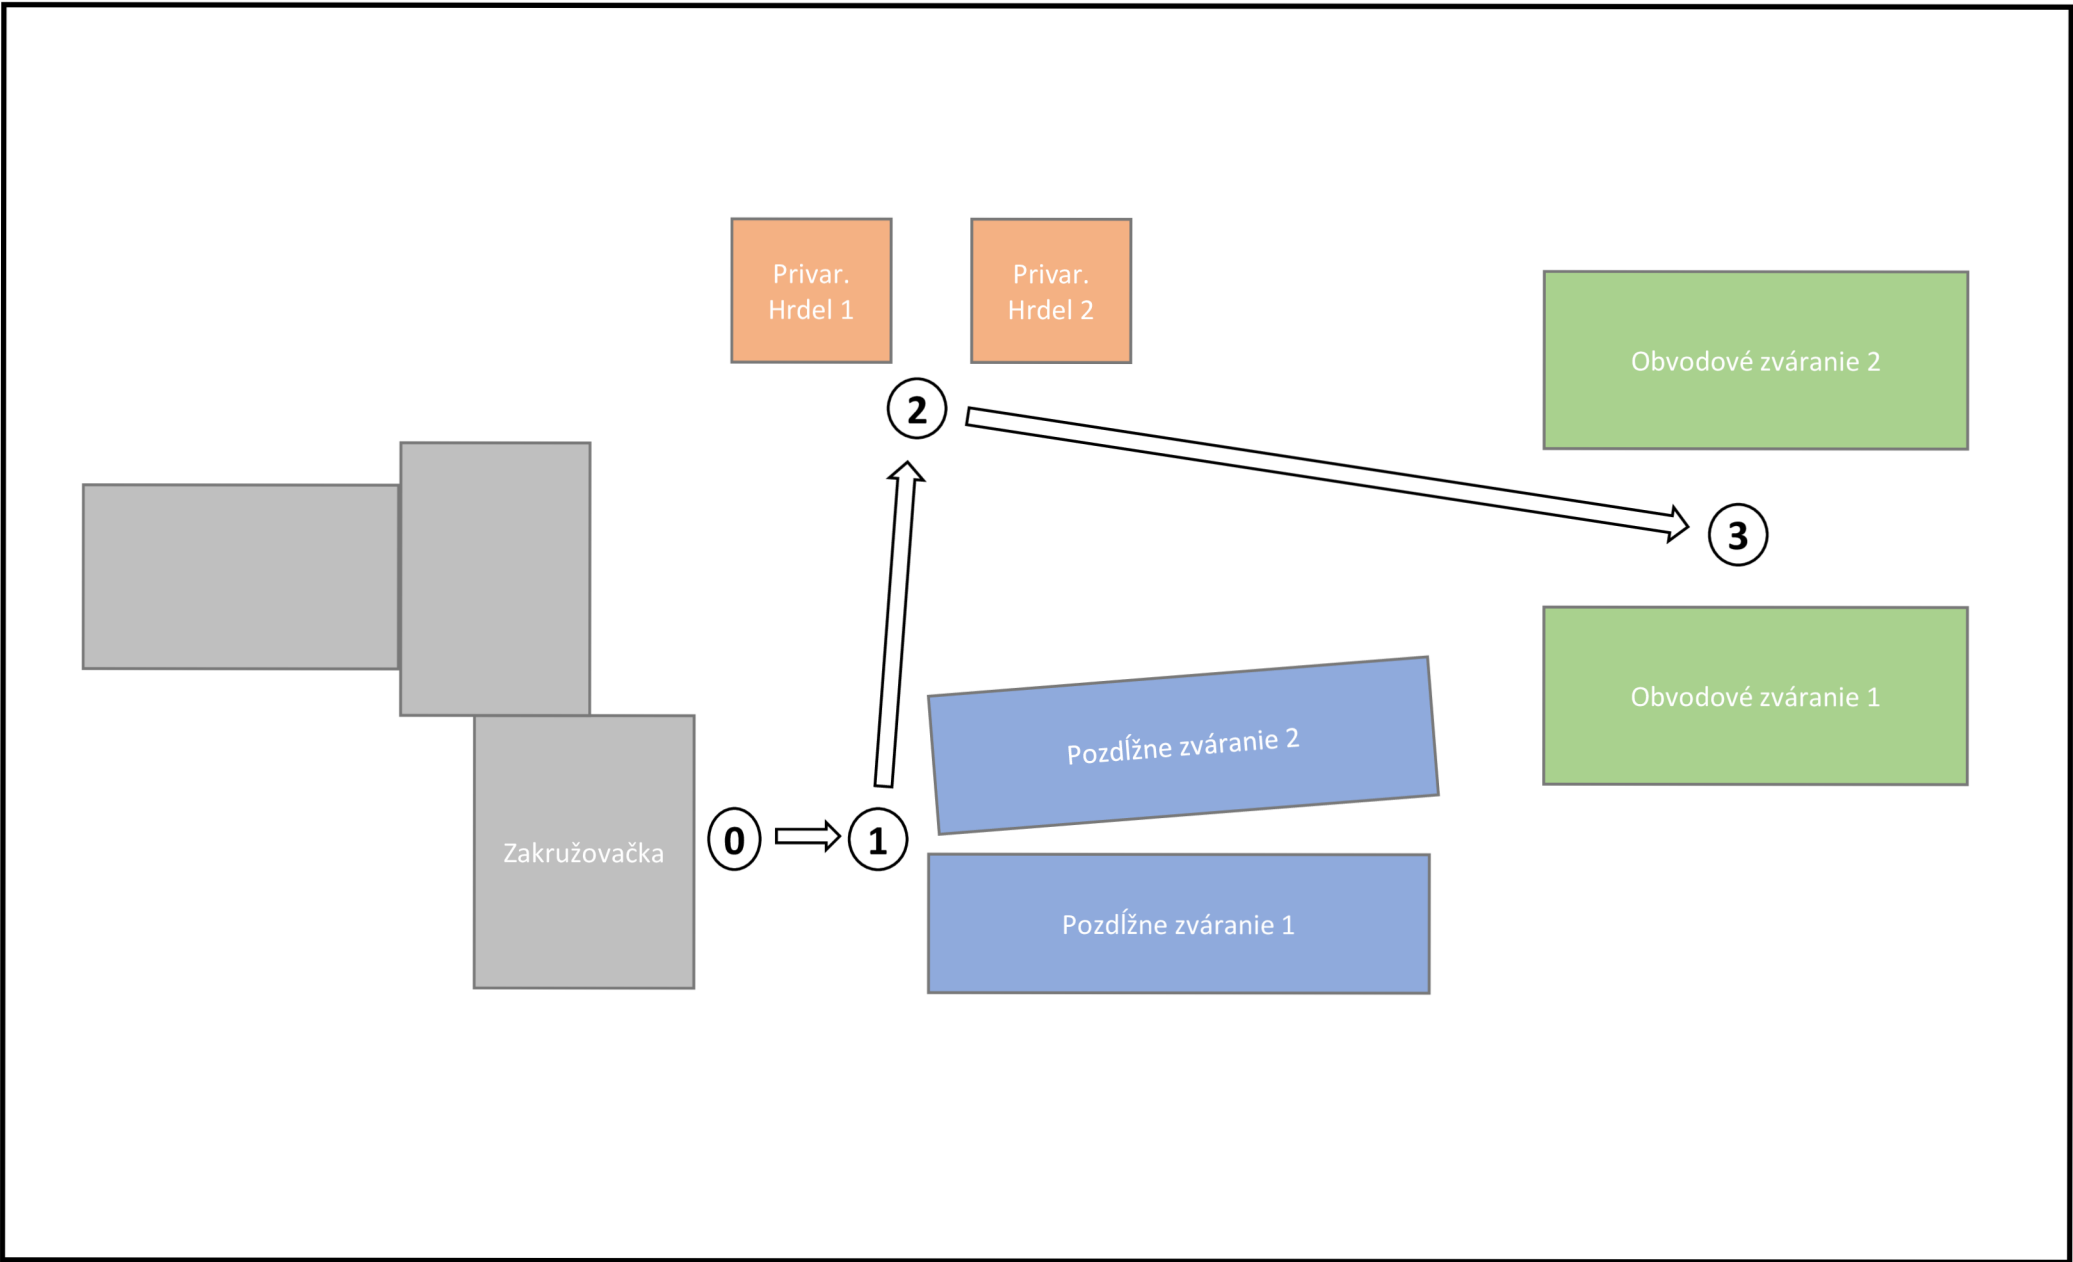 Privar.
Hrdel 1
Privar.
Hrdel 2
Obvodové zváranie 2
2
3
Obvodové zváranie 1
Pozdĺžne zváranie 2
Zakružovačka
0
1
Pozdĺžne zváranie 1